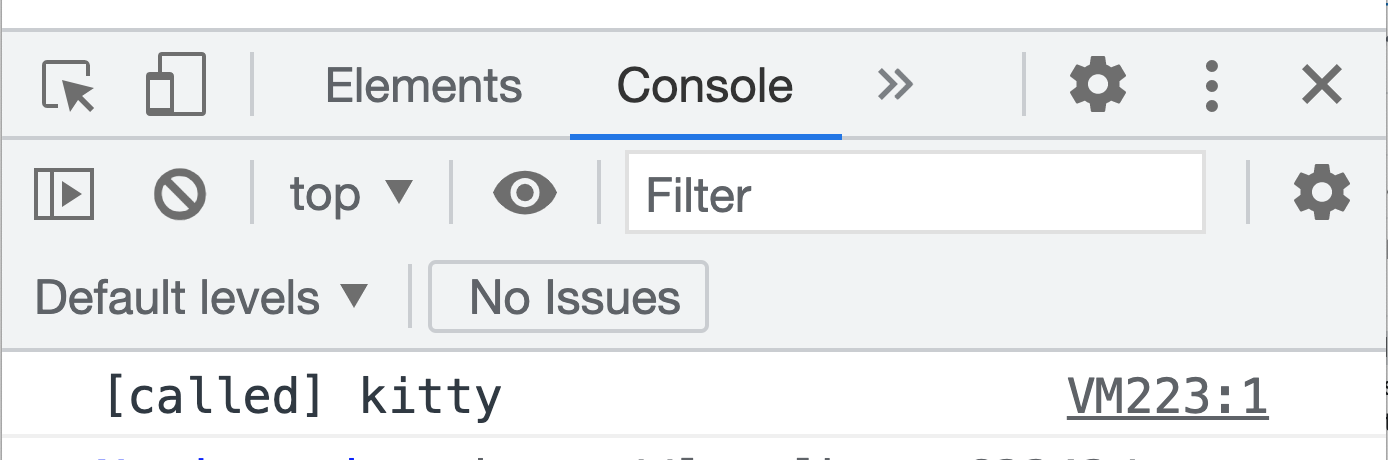 Elements Console
top Filter
Default levels No Issues
[called] kitty VM223:1